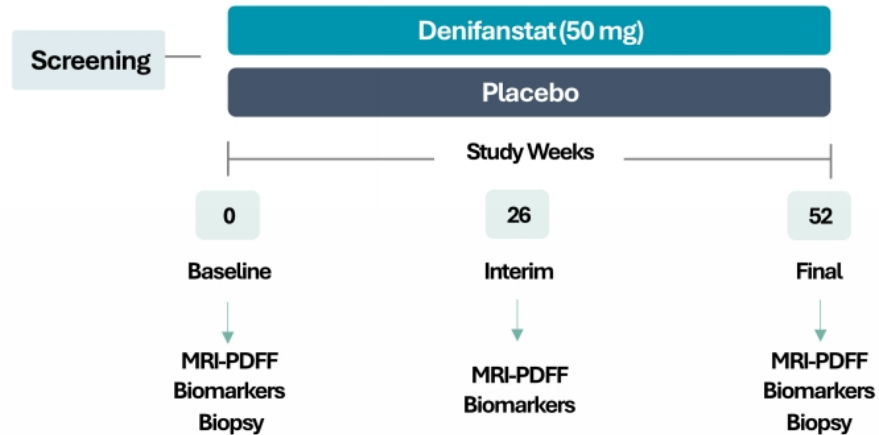 Denifanstat (50 mg)
Screening
Placebo
Study Weeks
0
26
52
Baseline
Interim
Final
MRI-PDFF
Biomarkers
Biopsy
MRI-PDFF
Biomarkers
MRI-PDFF
Biomarkers
Biopsy